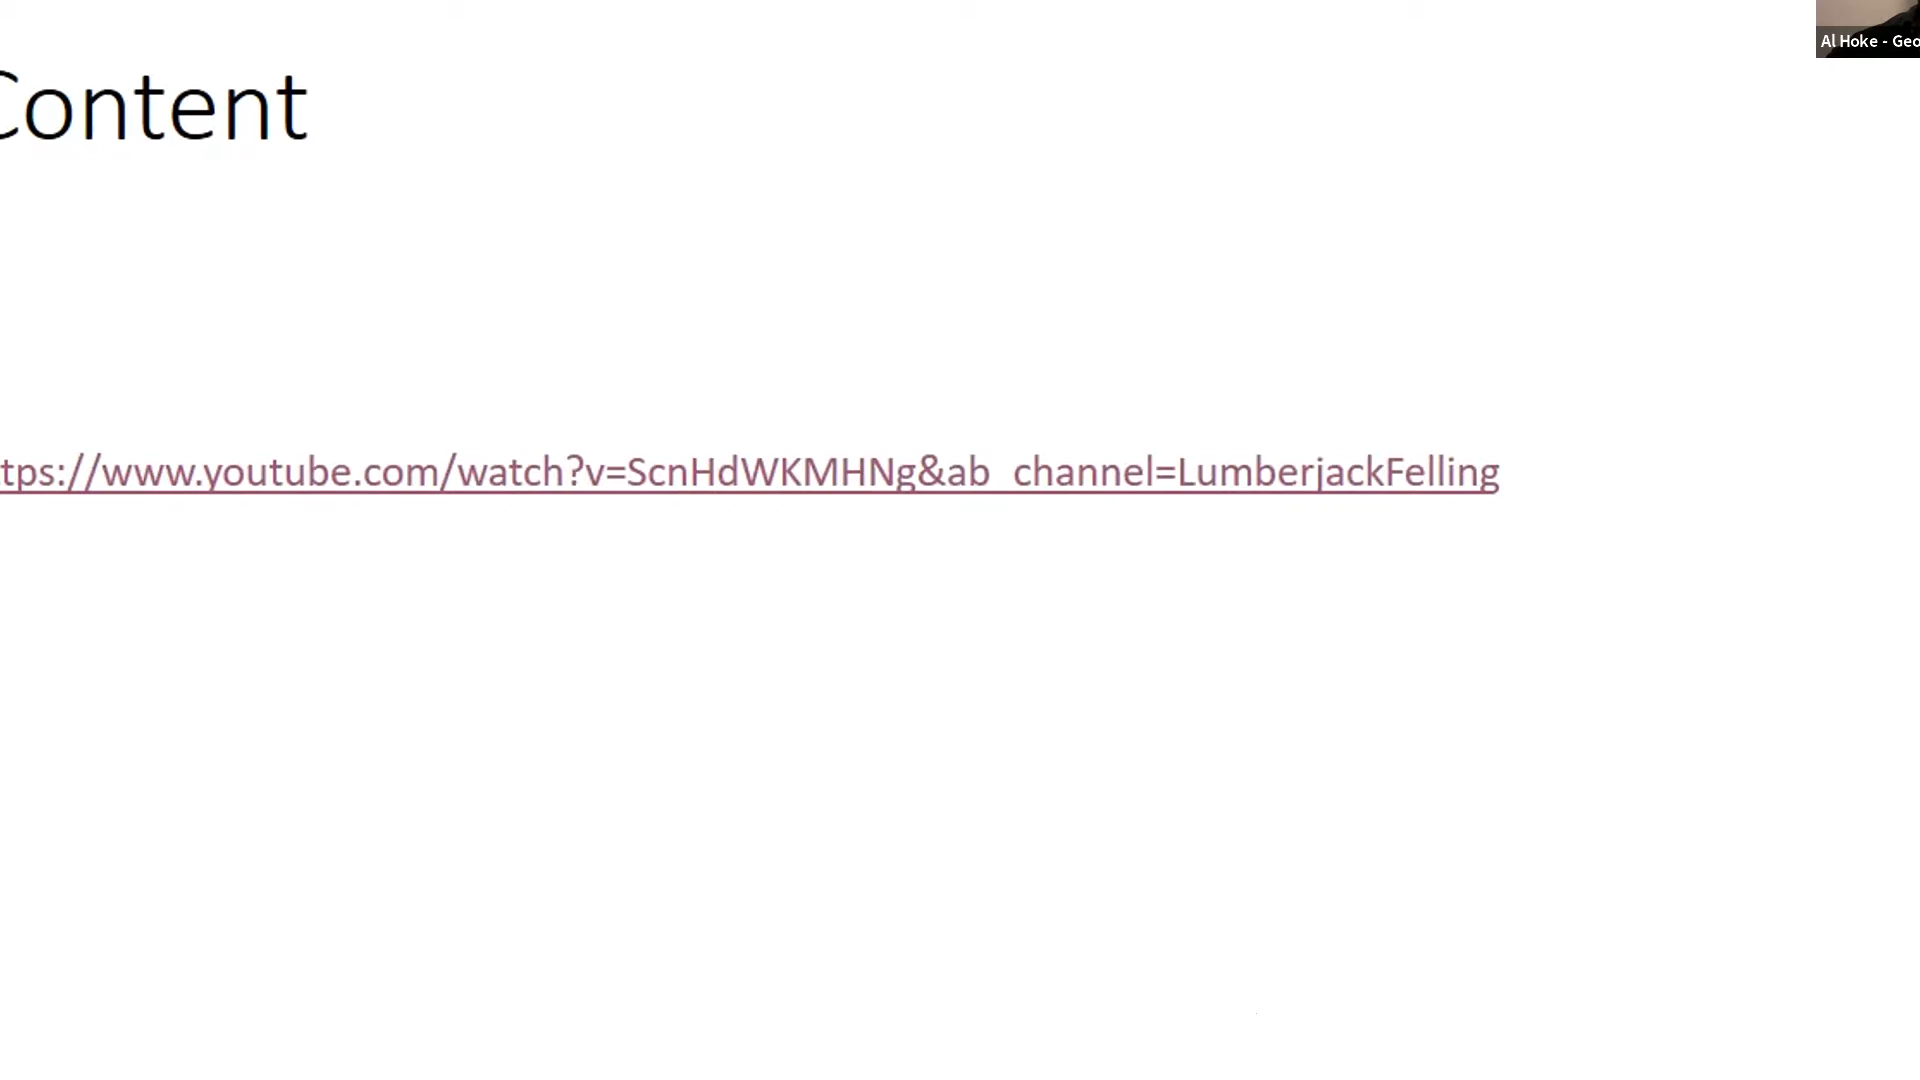 Content
Al Hoke - Geo
tps://www.youtube.com/watch?v=ScnHdWKMHNg&ab_channel=LumberjackFelling